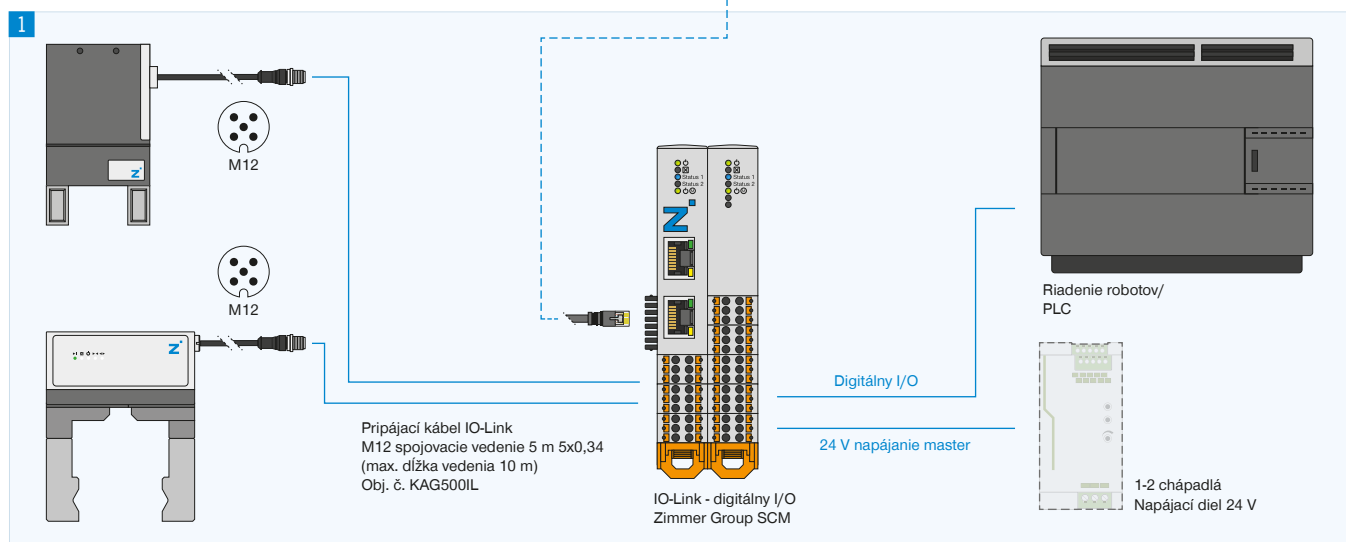 1
M12
M12
Pripájací kábel IO-Link
M12 spojovacie vedenie 5 m 5x0,34
(max. dĺžka vedenia 10 m)
Obj. č. KAG500IL
Status 1
Status 2
Status 1
Status 2
IO-Link - digitálny I/O
Zimmer Group SCM
Digitálny I/O
24 V napájanie master
Riadenie robotov/
PLC
1-2 chápadlá
Napájací diel 24 V